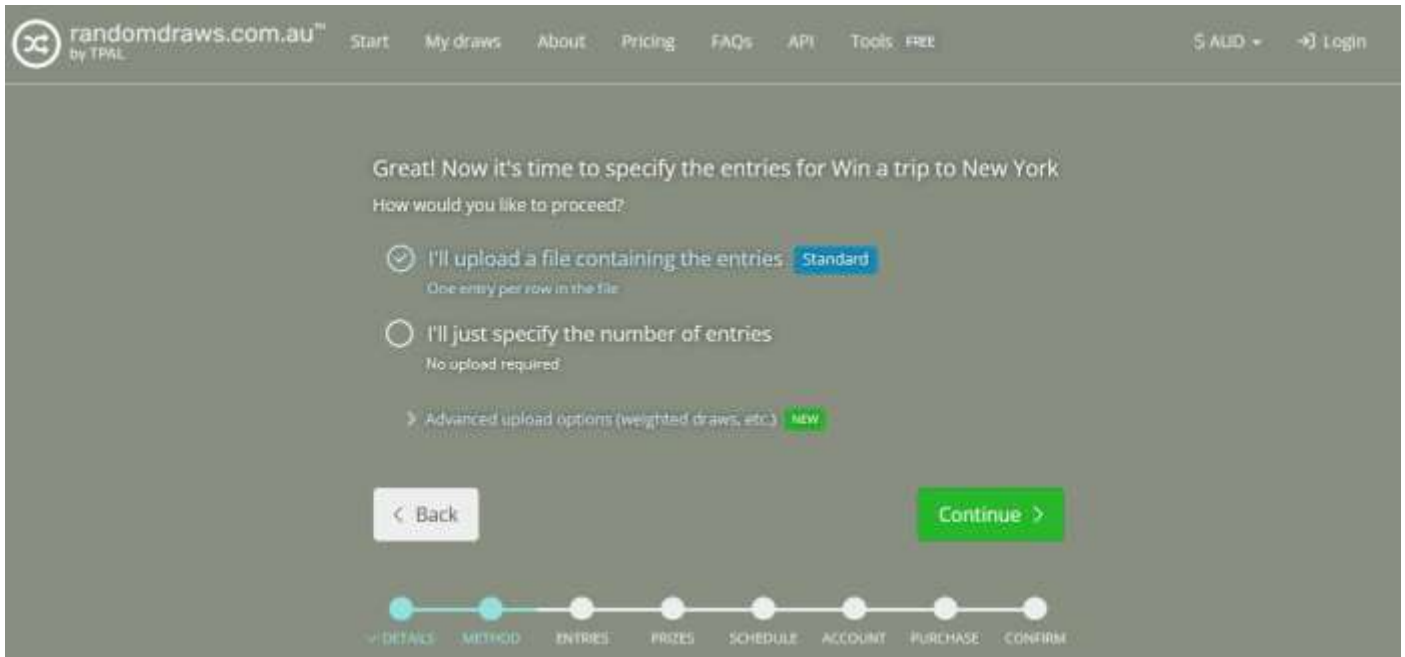 randomdraws.com.au™
by TPAL
Start My draws About Pricing FAQs API Tools FREE $ AUD Login
Great! Now it's time to specify the entries for Win a trip to New York
How would you like to proceed?
I'll upload a file containing the entries Standard
One entry per row in the file
I'll just specify the number of entries
No upload required
Advanced upload options (weighted draws, etc.) NEW
Back Continue
DETAILS METHOD ENTRIES PRIZES SCHEDULE ACCOUNT PURCHASE CONFIRM